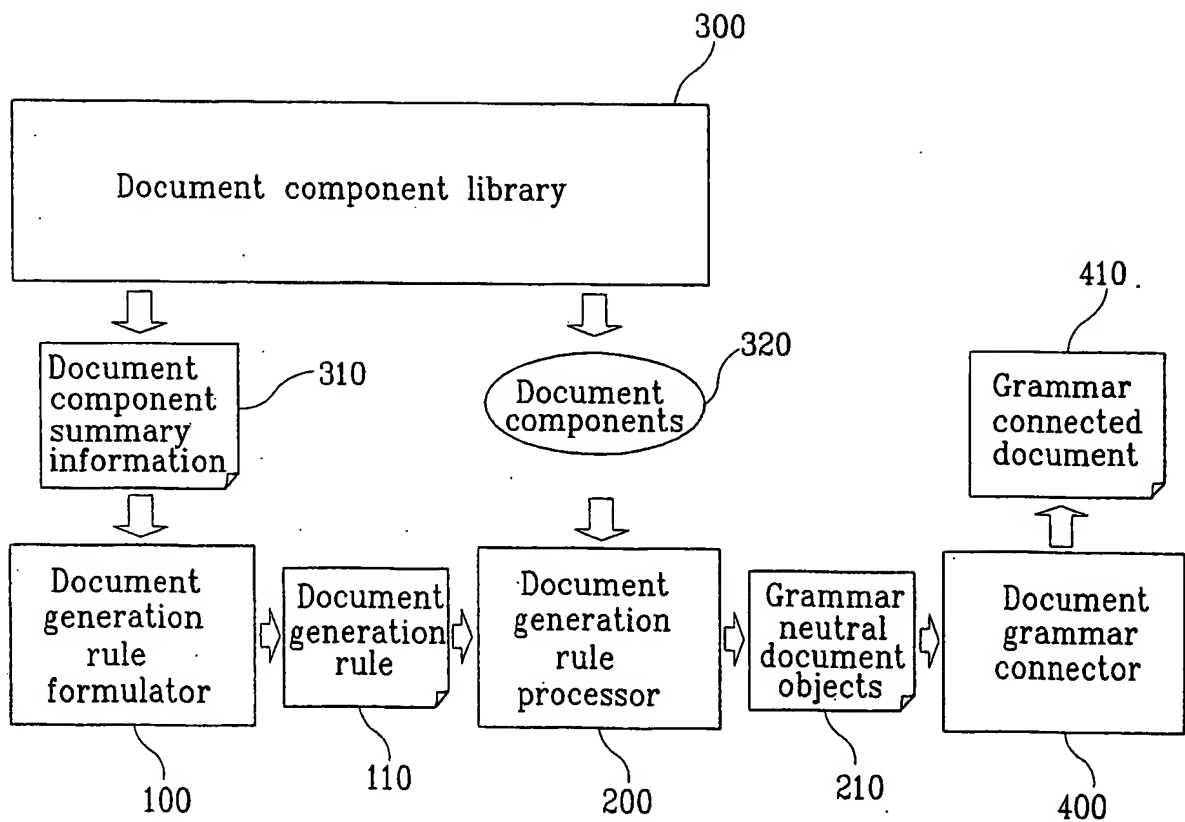 300
Document component library
410
310
320
Document
component
summary
information
Document
components
Grammar
connected
document
Document
generation
rule
formulator
Document
generation
rule
Document
generation
rule
processor
Grammar
neutral
document
objects
Document
grammar
connector
100
110
200
210
400